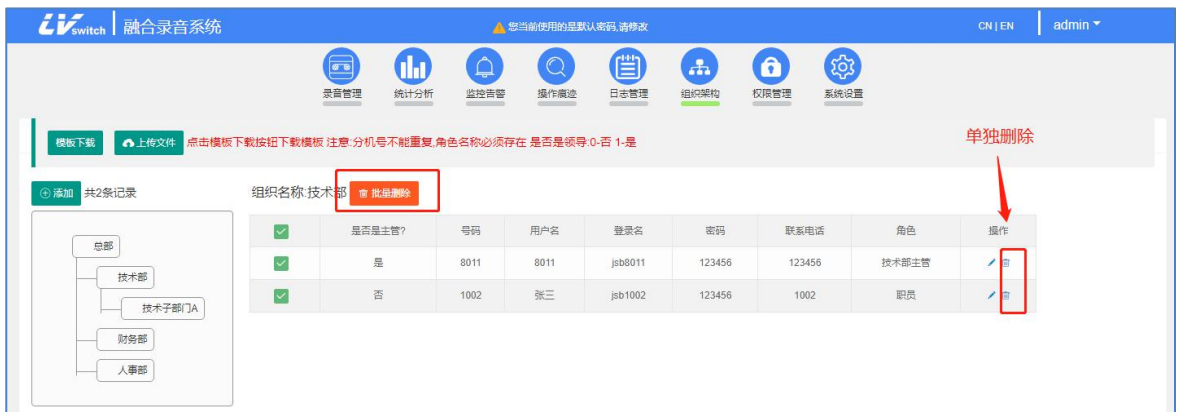 LVswitch 融合录音系统 您当前使用的是默认密码,请修改 CN | EN admin
录音管理 统计分析 监控告警 操作痕迹 日志管理 组织架构 权限管理 系统设置
模板下载 上传文件 点击模板下载按钮下载模板 注意:分机号不能重复,角色名称必须存在 是否是领导:0-否 1-是 单独删除
添加 共2条记录 组织名称:技术部 批量删除
是否是主管? 号码 用户名 登录名 密码 联系电话 角色 操作
是 8011 8011 jsb8011 123456 123456 技术部主管
否 1002 张三 jsb1002 123456 1002 职员
总部
技术部
技术子部门A
财务部
人事部